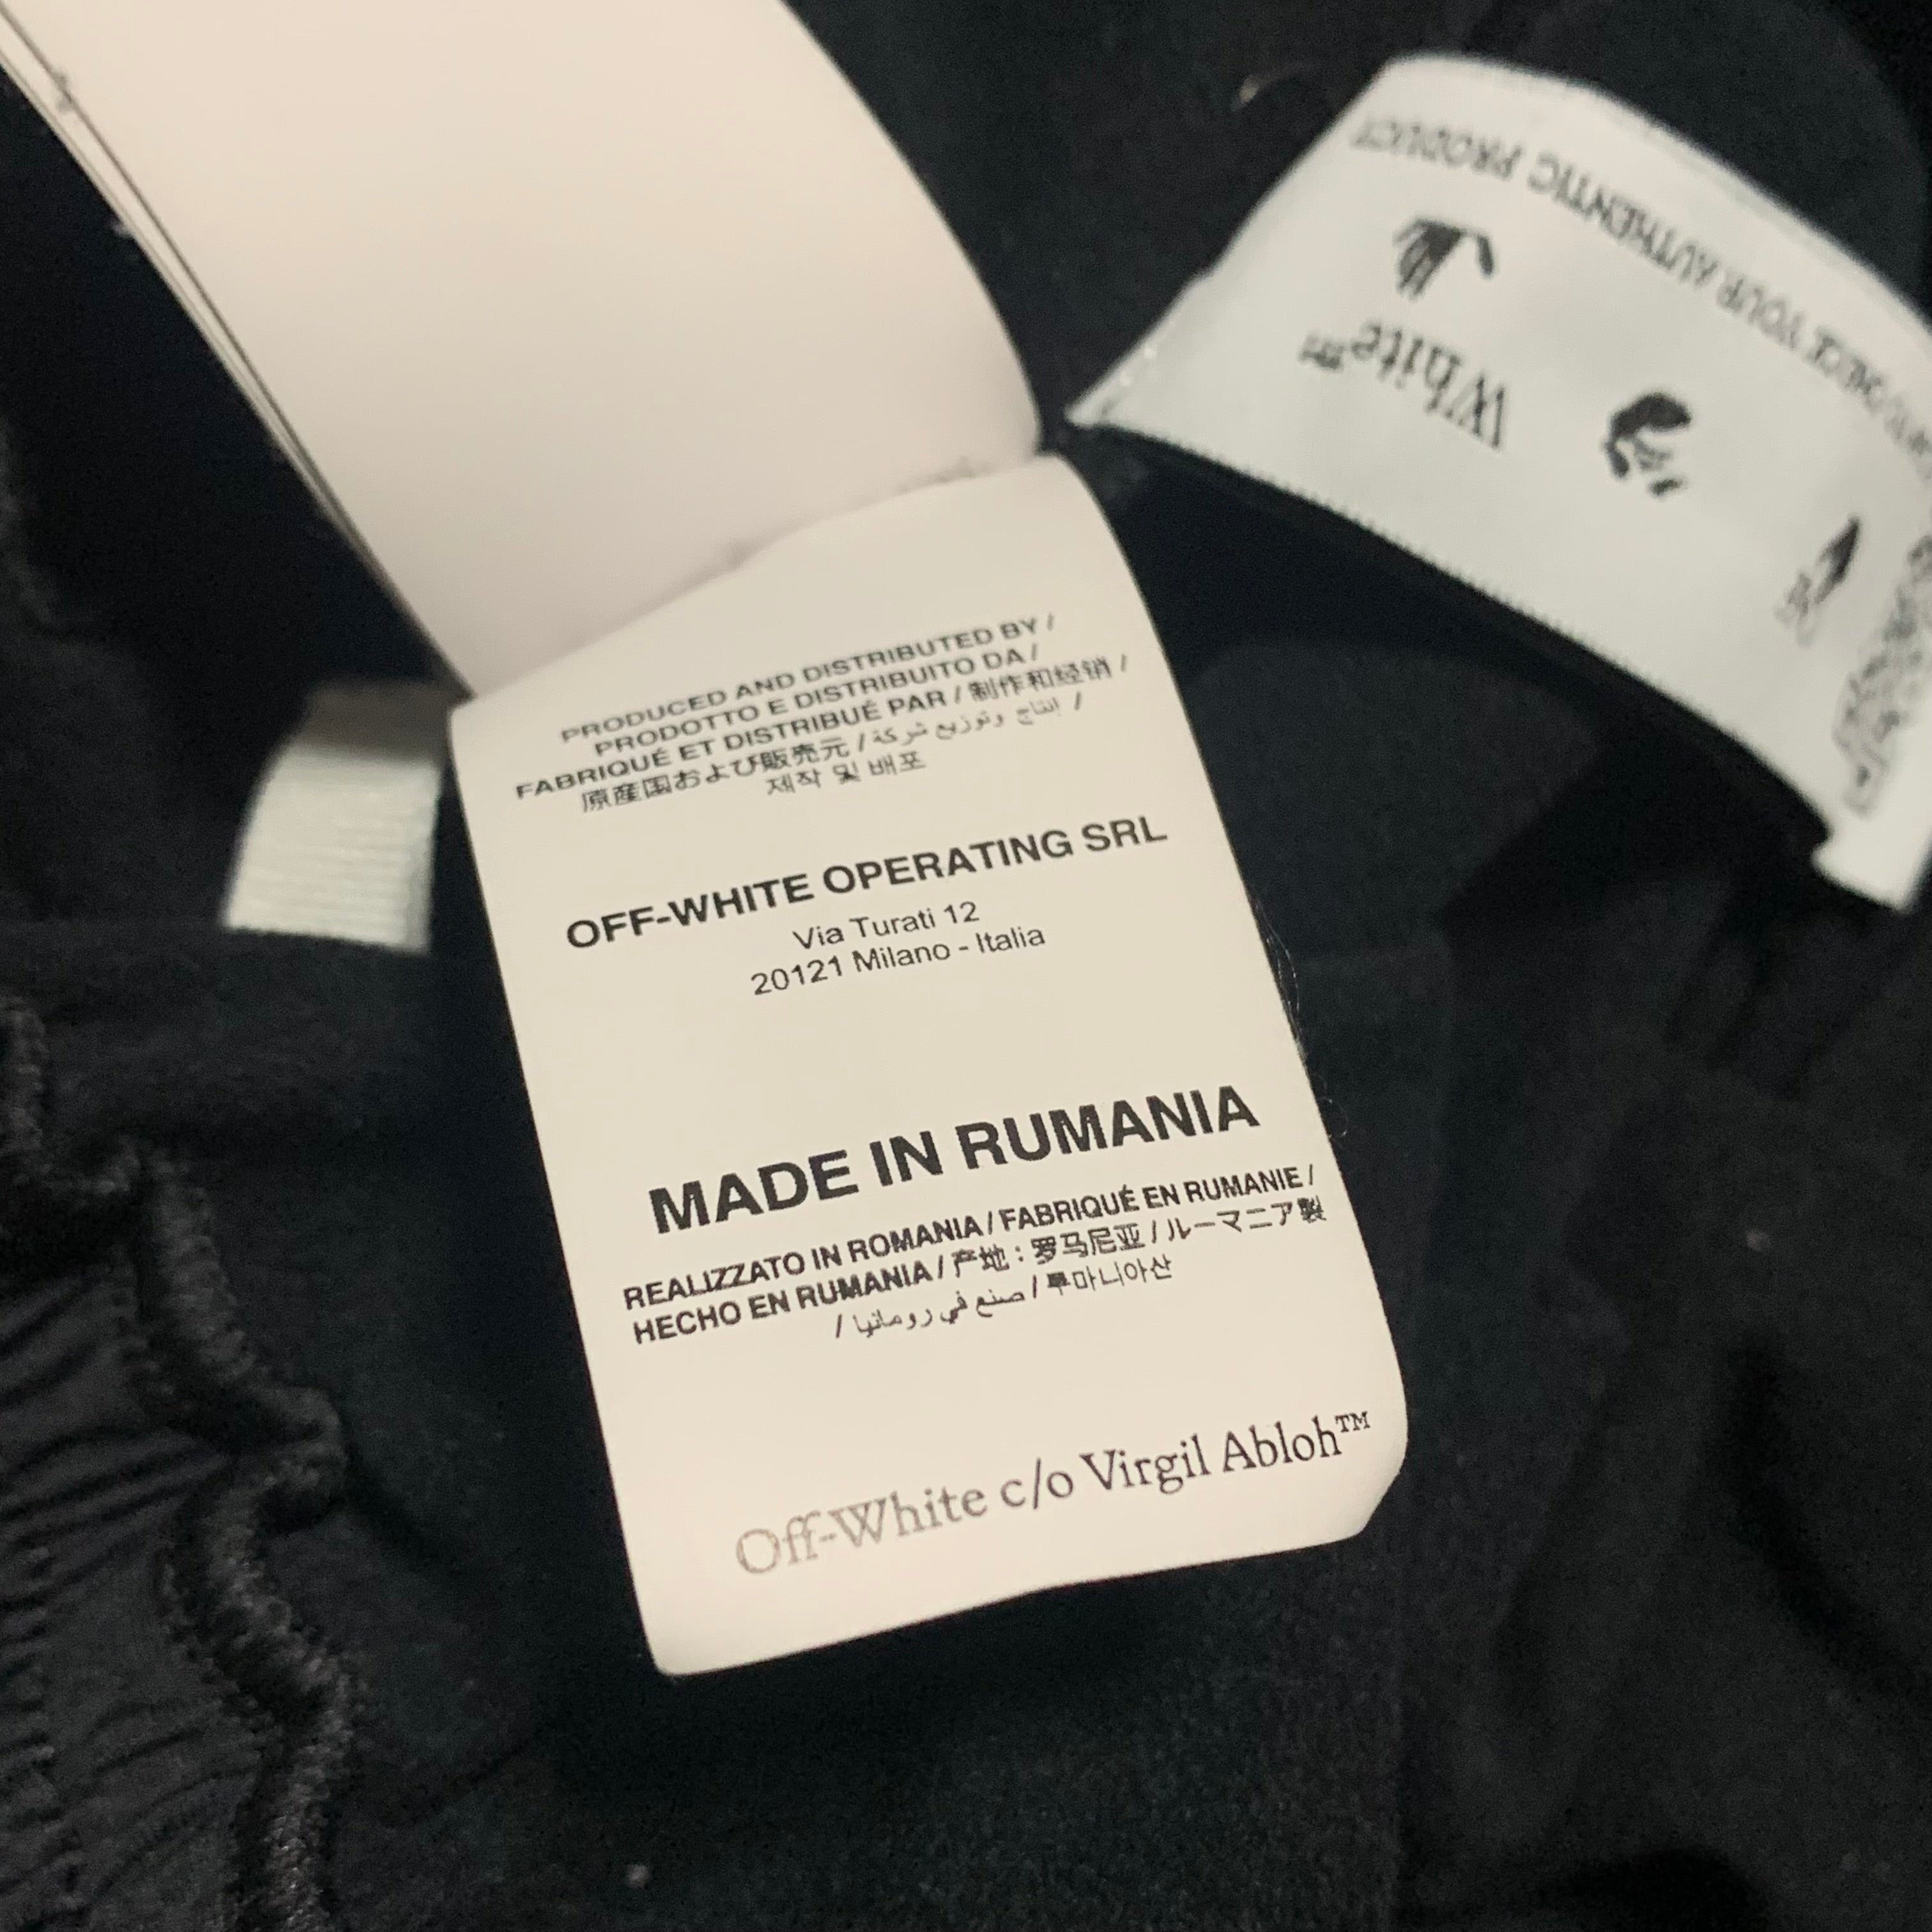 PRODUCED AND DISTRIBUTED BY /
PRODOTTO E DISTRIBUITO DA /
FABRIQUÉ ET DISTRIBUÉ PAR / 制作和经销 /
原産国および販売元 / انتاج وتوزيع شركة /
제작 및 배포
OFF-WHITE OPERATING SRL
Via Turati 12
20121 Milano - Italia
MADE IN RUMANIA
REALIZZATO IN ROMANIA / FABRIQUÉ EN RUMANIE /
HECHO EN RUMANIA / 产地 : 罗马尼亚 / ルーマニア製
/ صنع في رومانيا / 루마니아산
Off-White c/o Virgil Abloh™
CHECK YOUR AUTHENTIC PRODUCT
White™